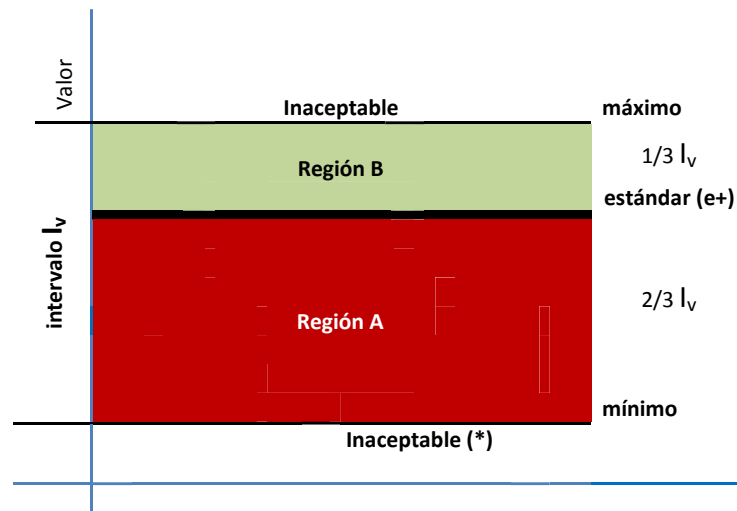 Valor
Inaceptable
máximo
1/3 Iv
Región B
estándar (e+)
intervalo Iv
2/3 Iv
Región A
mínimo
Inaceptable (*)